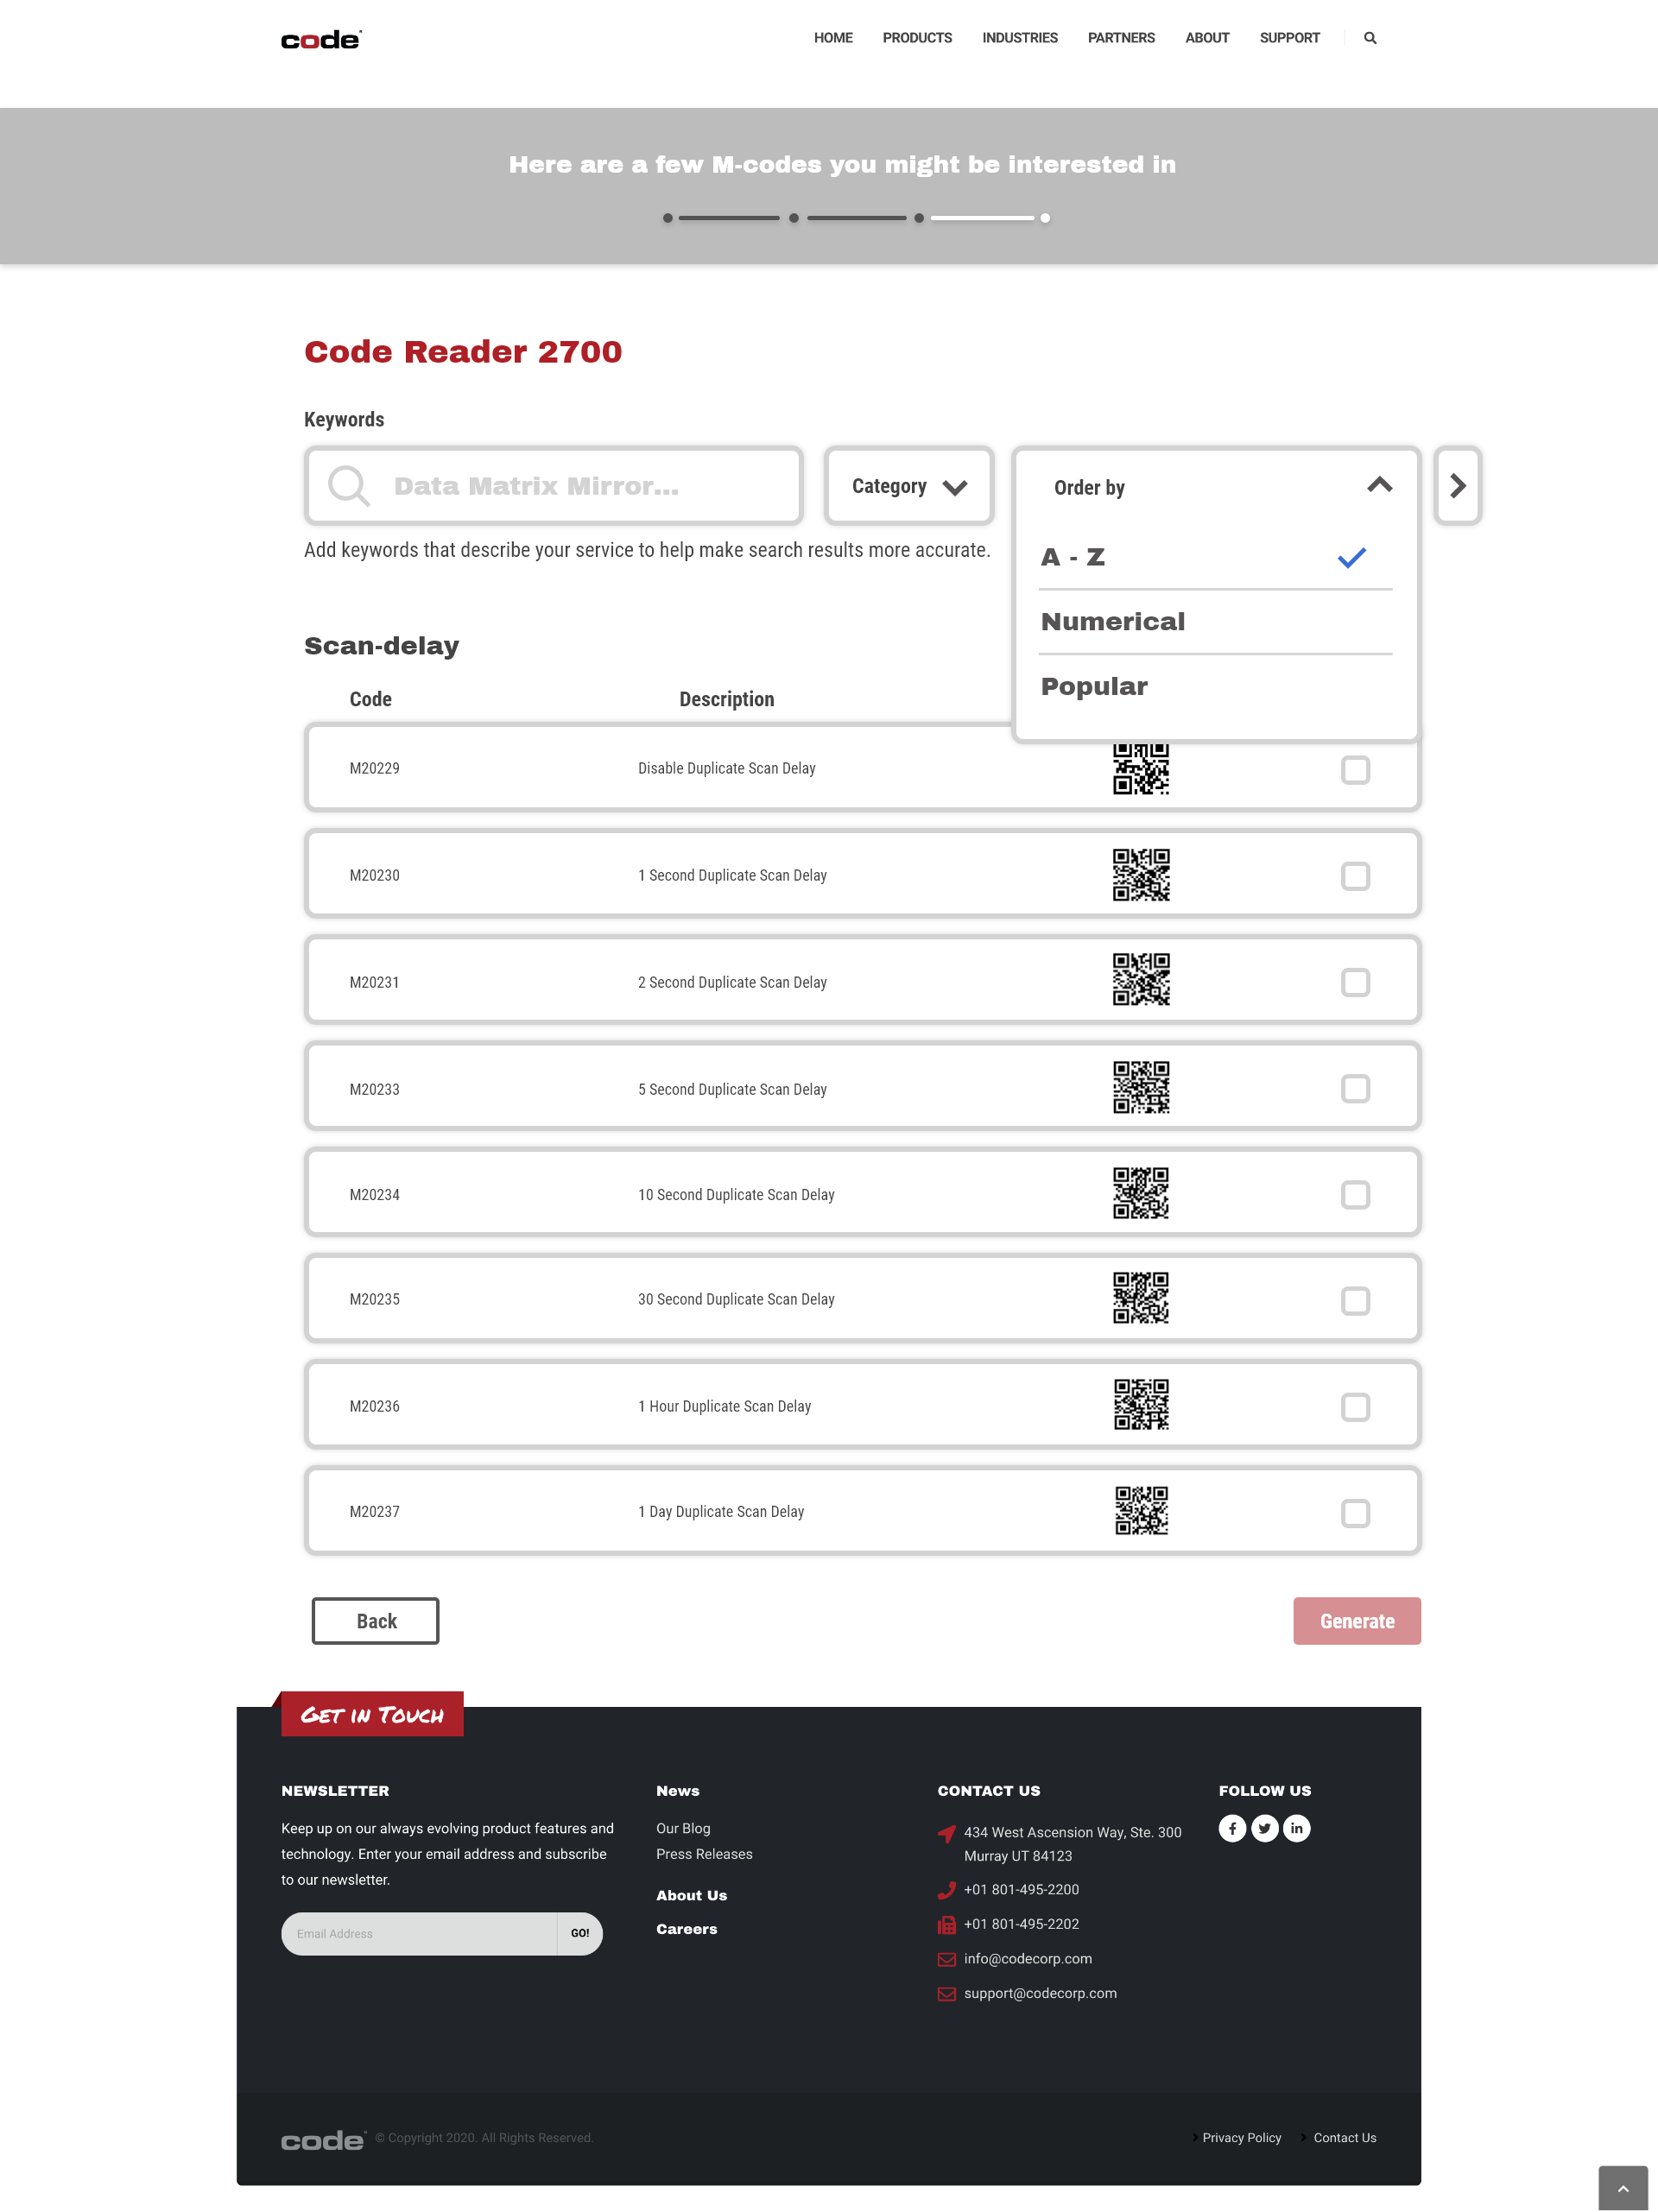 code
HOME PRODUCTS INDUSTRIES PARTNERS ABOUT SUPPORT
Here are a few M-codes you might be interested in
Code Reader 2700
Keywords
Data Matrix Mirror...
Category
Order by
A - Z
Numerical
Popular
Add keywords that describe your service to help make search results more accurate.
Scan-delay
Code Description
M20229 Disable Duplicate Scan Delay
M20230 1 Second Duplicate Scan Delay
M20231 2 Second Duplicate Scan Delay
M20233 5 Second Duplicate Scan Delay
M20234 10 Second Duplicate Scan Delay
M20235 30 Second Duplicate Scan Delay
M20236 1 Hour Duplicate Scan Delay
M20237 1 Day Duplicate Scan Delay
Back Generate
Get in Touch
NEWSLETTER
Keep up on our always evolving product features and
technology. Enter your email address and subscribe
to our newsletter.
Email Address GO!
News
Our Blog
Press Releases
About Us
Careers
CONTACT US
434 West Ascension Way, Ste. 300
Murray UT 84123
+01 801-495-2200
+01 801-495-2202
info@codecorp.com
support@codecorp.com
FOLLOW US
code © Copyright 2020. All Rights Reserved.
Privacy Policy Contact Us